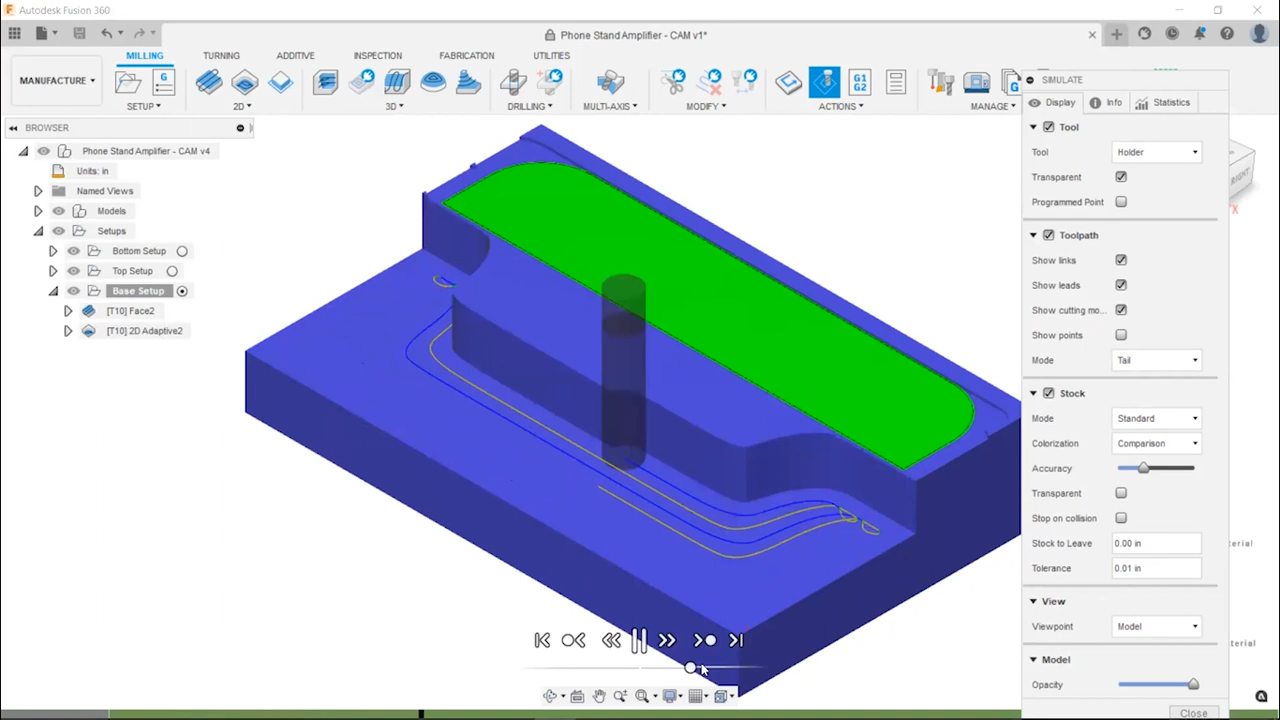 Autodesk Fusion 360
Phone Stand Amplifier - CAM v1*
MILLING TURNING ADDITIVE INSPECTION FABRICATION UTILITIES
MANUFACTURE
G G1 G2 G
SETUP 2D 3D DRILLING MULTI-AXIS MODIFY ACTIONS MANAGE
BROWSER
Phone Stand Amplifier - CAM v4
Units: in
Named Views
Models
Setups
Bottom Setup
Top Setup
Base Setup
[T10] Face2
[T10] 2D Adaptive2
SIMULATE
Display Info Statistics
Tool
Tool Holder
Transparent
Programmed Point
Toolpath
Show links
Show leads
Show cutting mo...
Show points
Mode Tail
Stock
Mode Standard
Colorization Comparison
Accuracy
Transparent
Stop on collision
Stock to Leave 0.00 in
Tolerance 0.01 in
View
Viewpoint Model
Model
Opacity
Close
RIGHT
X
terial
terial